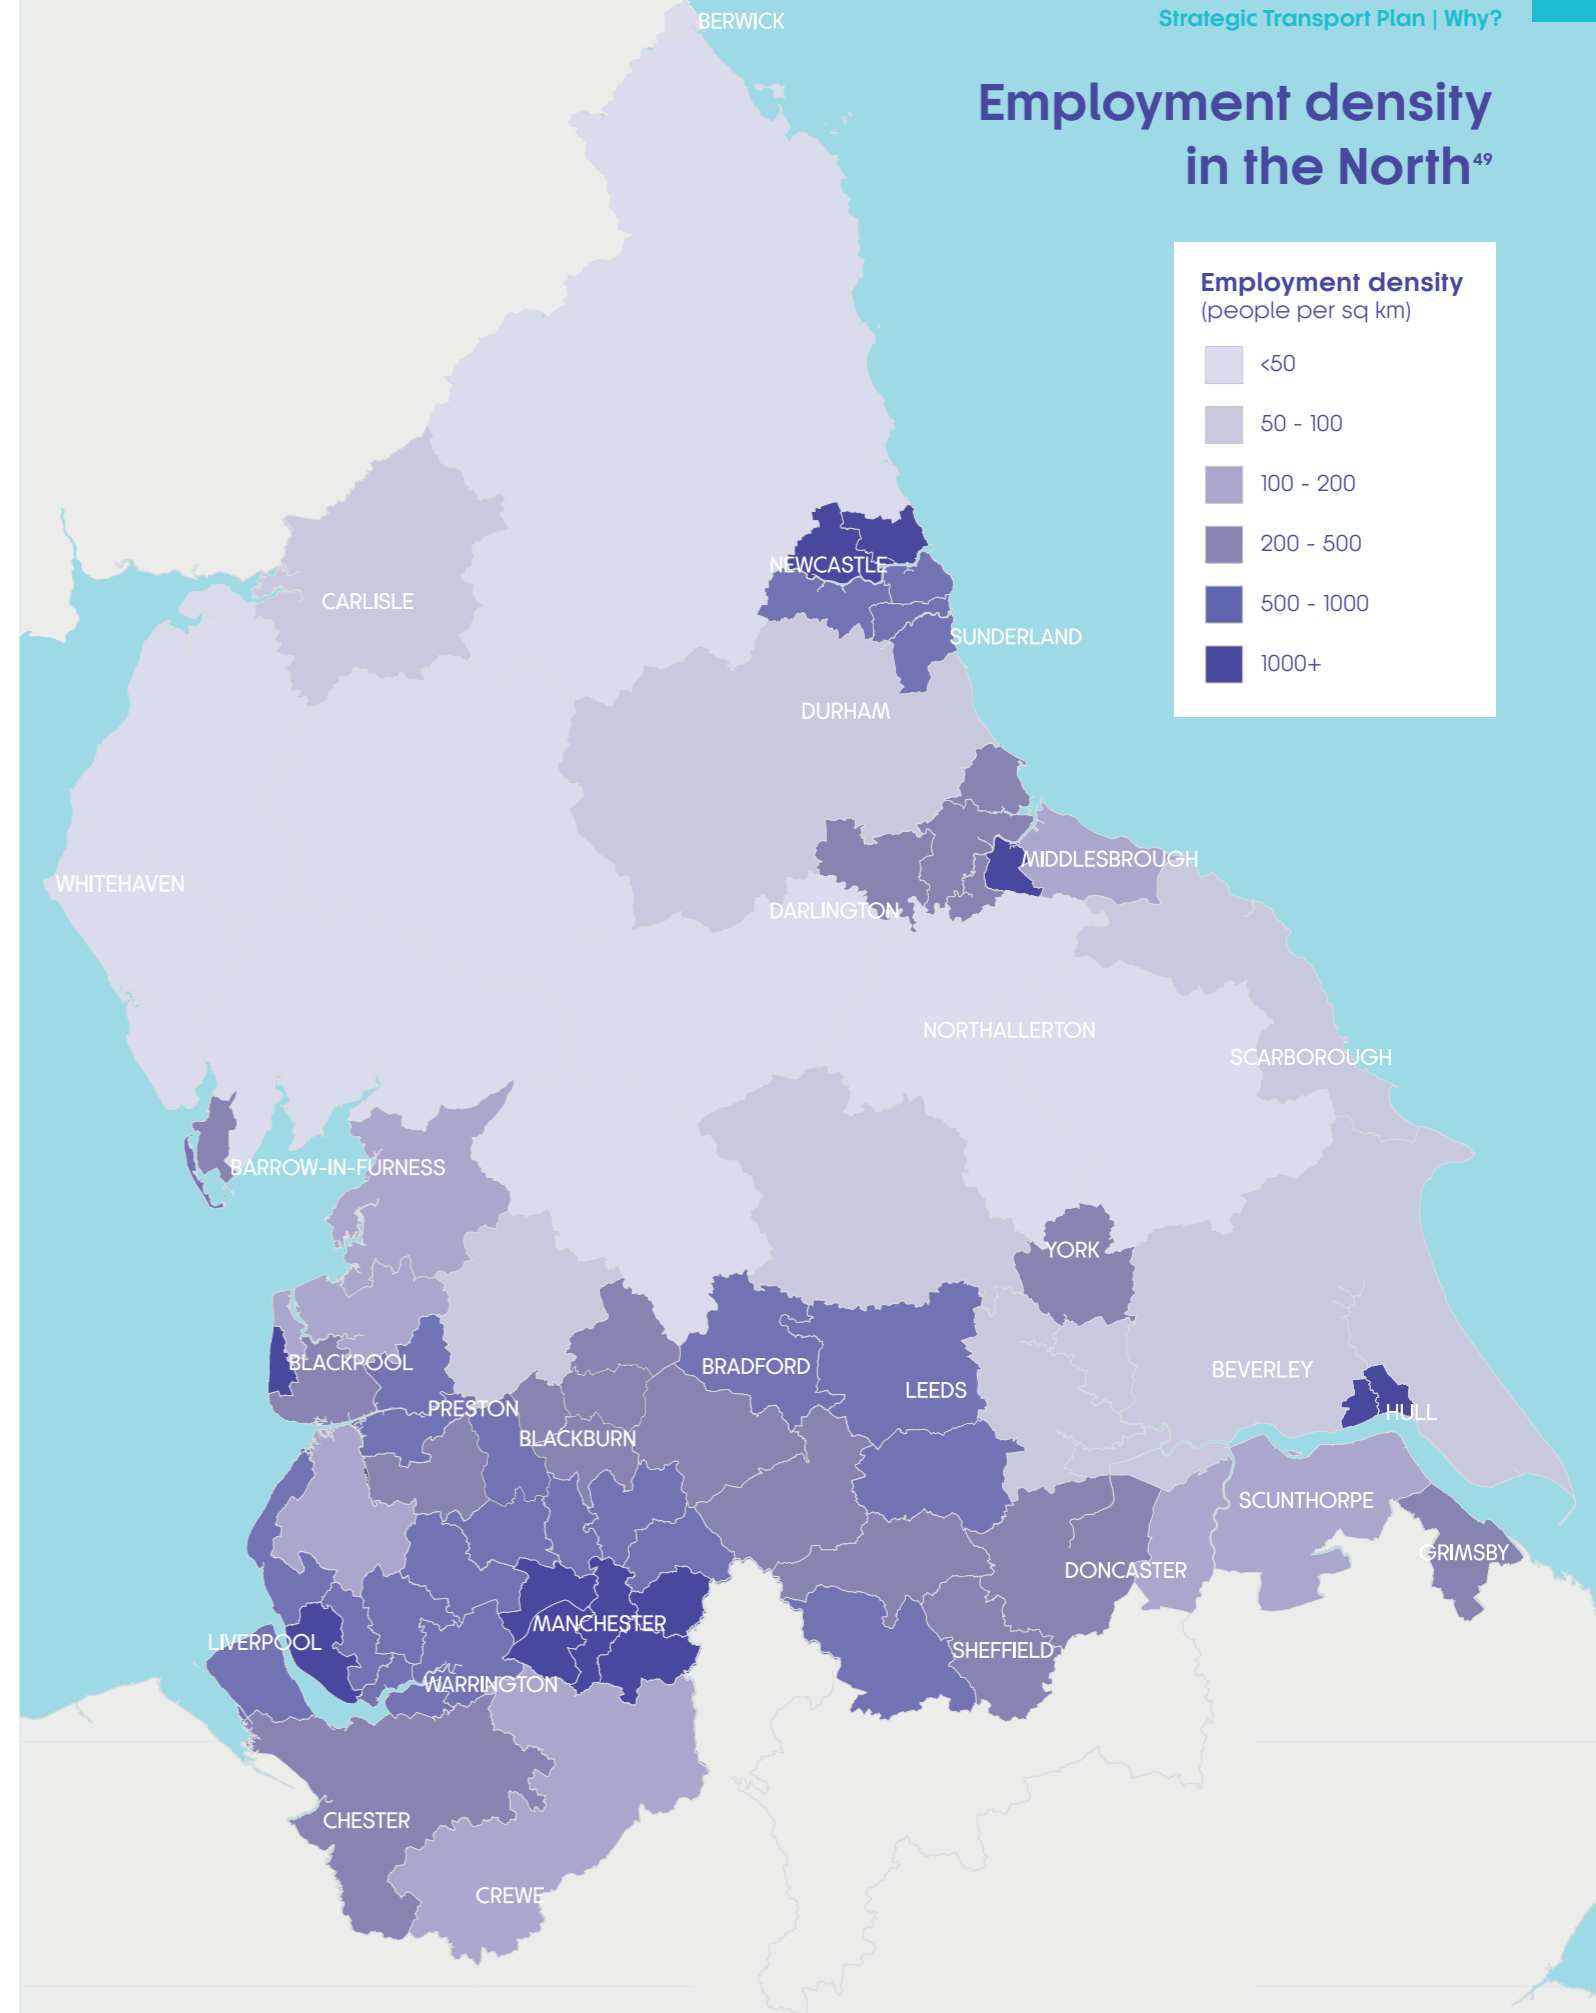 Strategic Transport Plan | Why?
Employment density
in the North⁴⁹
Employment density
(people per sq km)
<50
50 - 100
100 - 200
200 - 500
500 - 1000
1000+
BERWICK
NEWCASTLE
CARLISLE
SUNDERLAND
DURHAM
MIDDLESBROUGH
WHITEHAVEN
DARLINGTON
NORTHALLERTON
SCARBOROUGH
BARROW-IN-FURNESS
YORK
BLACKPOOL
BRADFORD
BEVERLEY
LEEDS
PRESTON
HULL
BLACKBURN
SCUNTHORPE
GRIMSBY
DONCASTER
MANCHESTER
LIVERPOOL
SHEFFIELD
WARRINGTON
CHESTER
CREWE